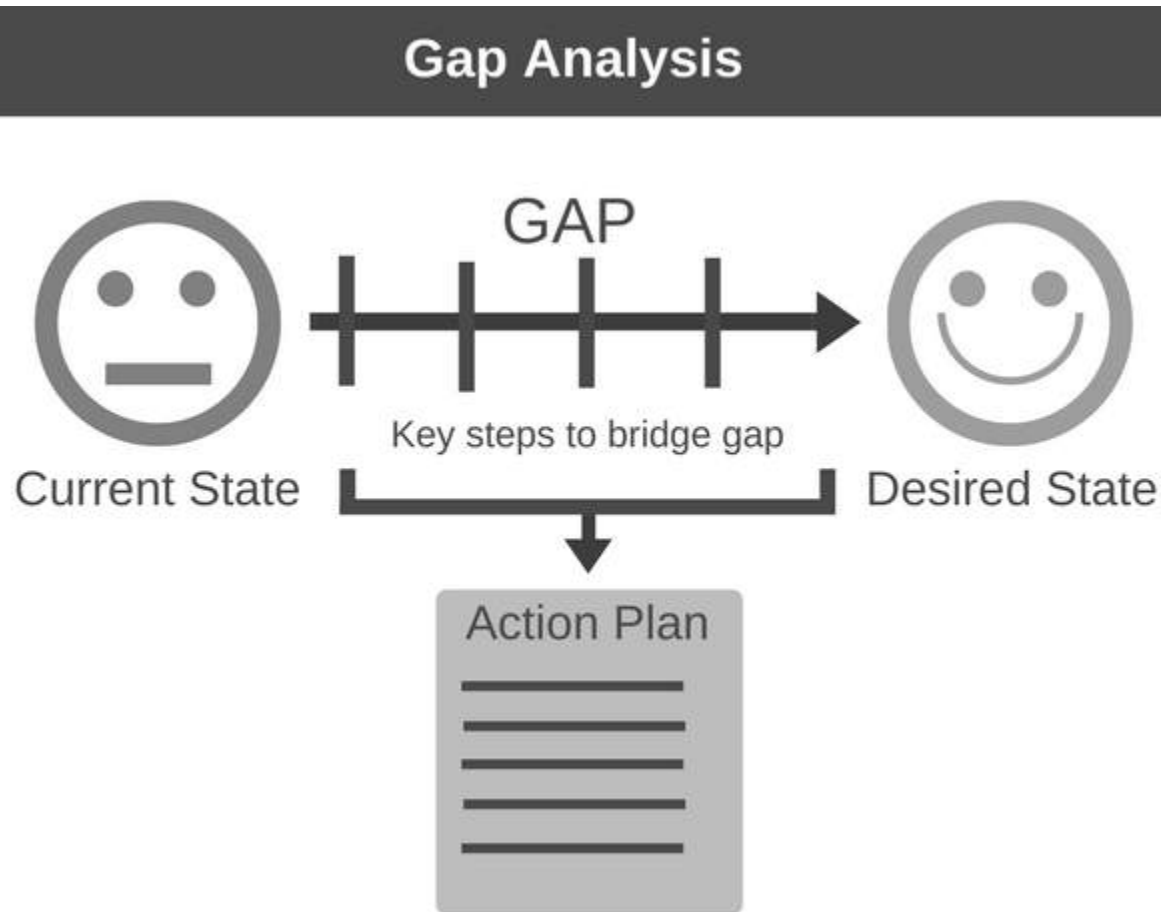 Gap Analysis
GAP
Key steps to bridge gap
Current State
Desired State
Action Plan